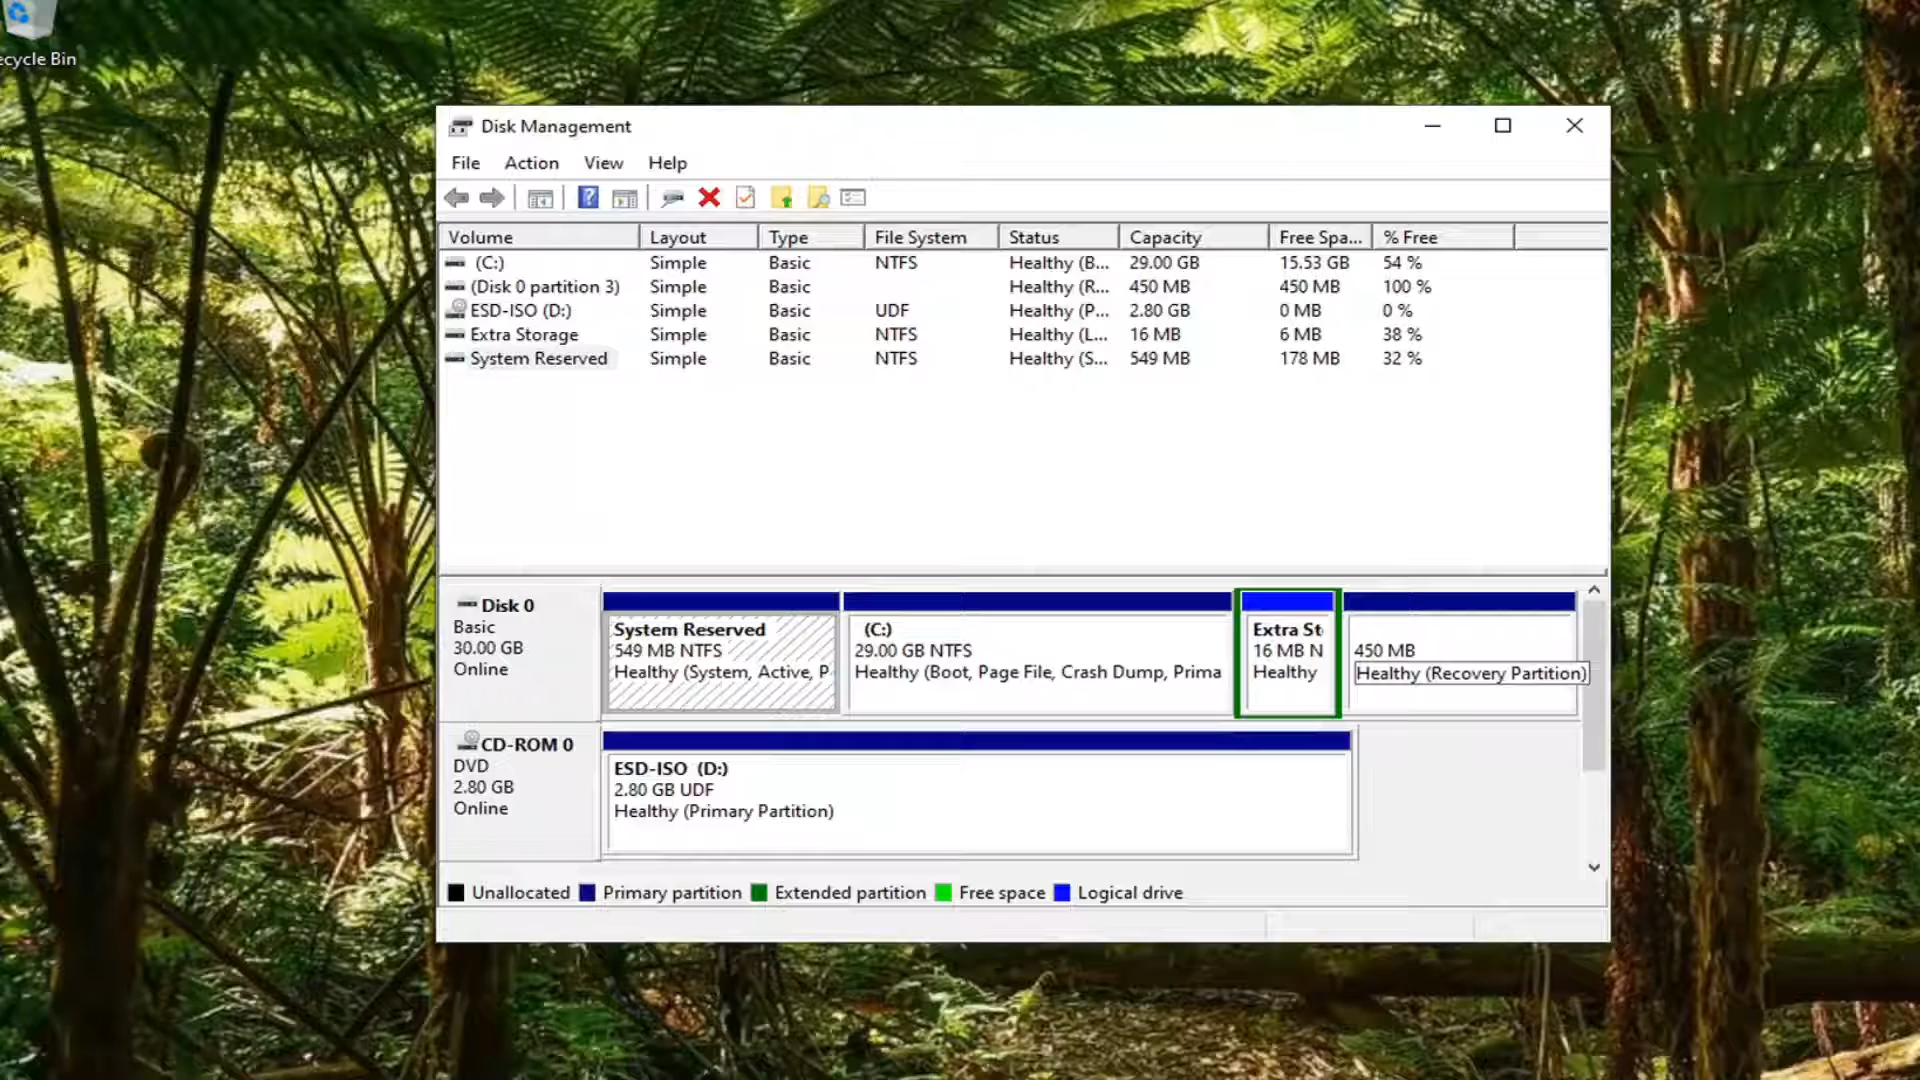 ecycle Bin
Disk Management
File Action View Help
Volume Layout Type File System Status Capacity Free Spa... % Free
(C:) Simple Basic NTFS Healthy (B... 29.00 GB 15.53 GB 54 %
(Disk 0 partition 3) Simple Basic Healthy (R... 450 MB 450 MB 100 %
ESD-ISO (D:) Simple Basic UDF Healthy (P... 2.80 GB 0 MB 0 %
Extra Storage Simple Basic NTFS Healthy (L... 16 MB 6 MB 38 %
System Reserved Simple Basic NTFS Healthy (S... 549 MB 178 MB 32 %
Disk 0
Basic
30.00 GB
Online
System Reserved
549 MB NTFS
Healthy (System, Active, P
(C:)
29.00 GB NTFS
Healthy (Boot, Page File, Crash Dump, Prima
Extra St
16 MB N
Healthy
450 MB
Healthy (Recovery Partition)
CD-ROM 0
DVD
2.80 GB
Online
ESD-ISO (D:)
2.80 GB UDF
Healthy (Primary Partition)
Unallocated Primary partition Extended partition Free space Logical drive